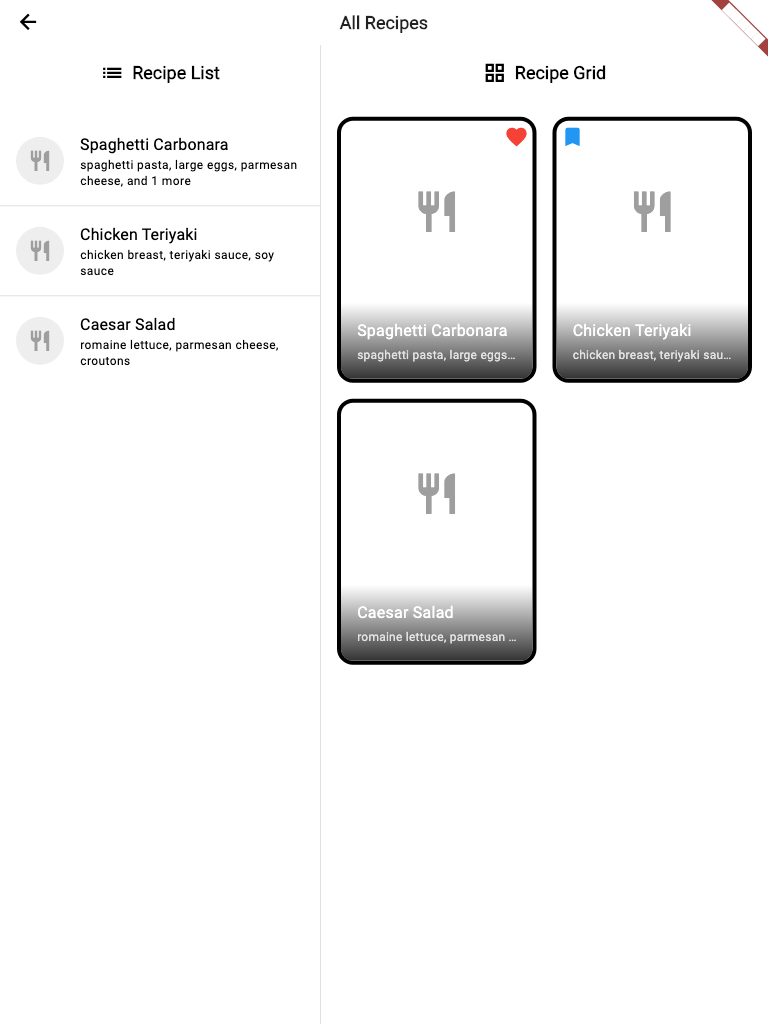 All Recipes
Recipe List
Spaghetti Carbonara
spaghetti pasta, large eggs, parmesan
cheese, and 1 more
Chicken Teriyaki
chicken breast, teriyaki sauce, soy
sauce
Caesar Salad
romaine lettuce, parmesan cheese,
croutons
Recipe Grid
Spaghetti Carbonara
spaghetti pasta, large eggs…
Chicken Teriyaki
chicken breast, teriyaki sau…
Caesar Salad
romaine lettuce, parmesan …